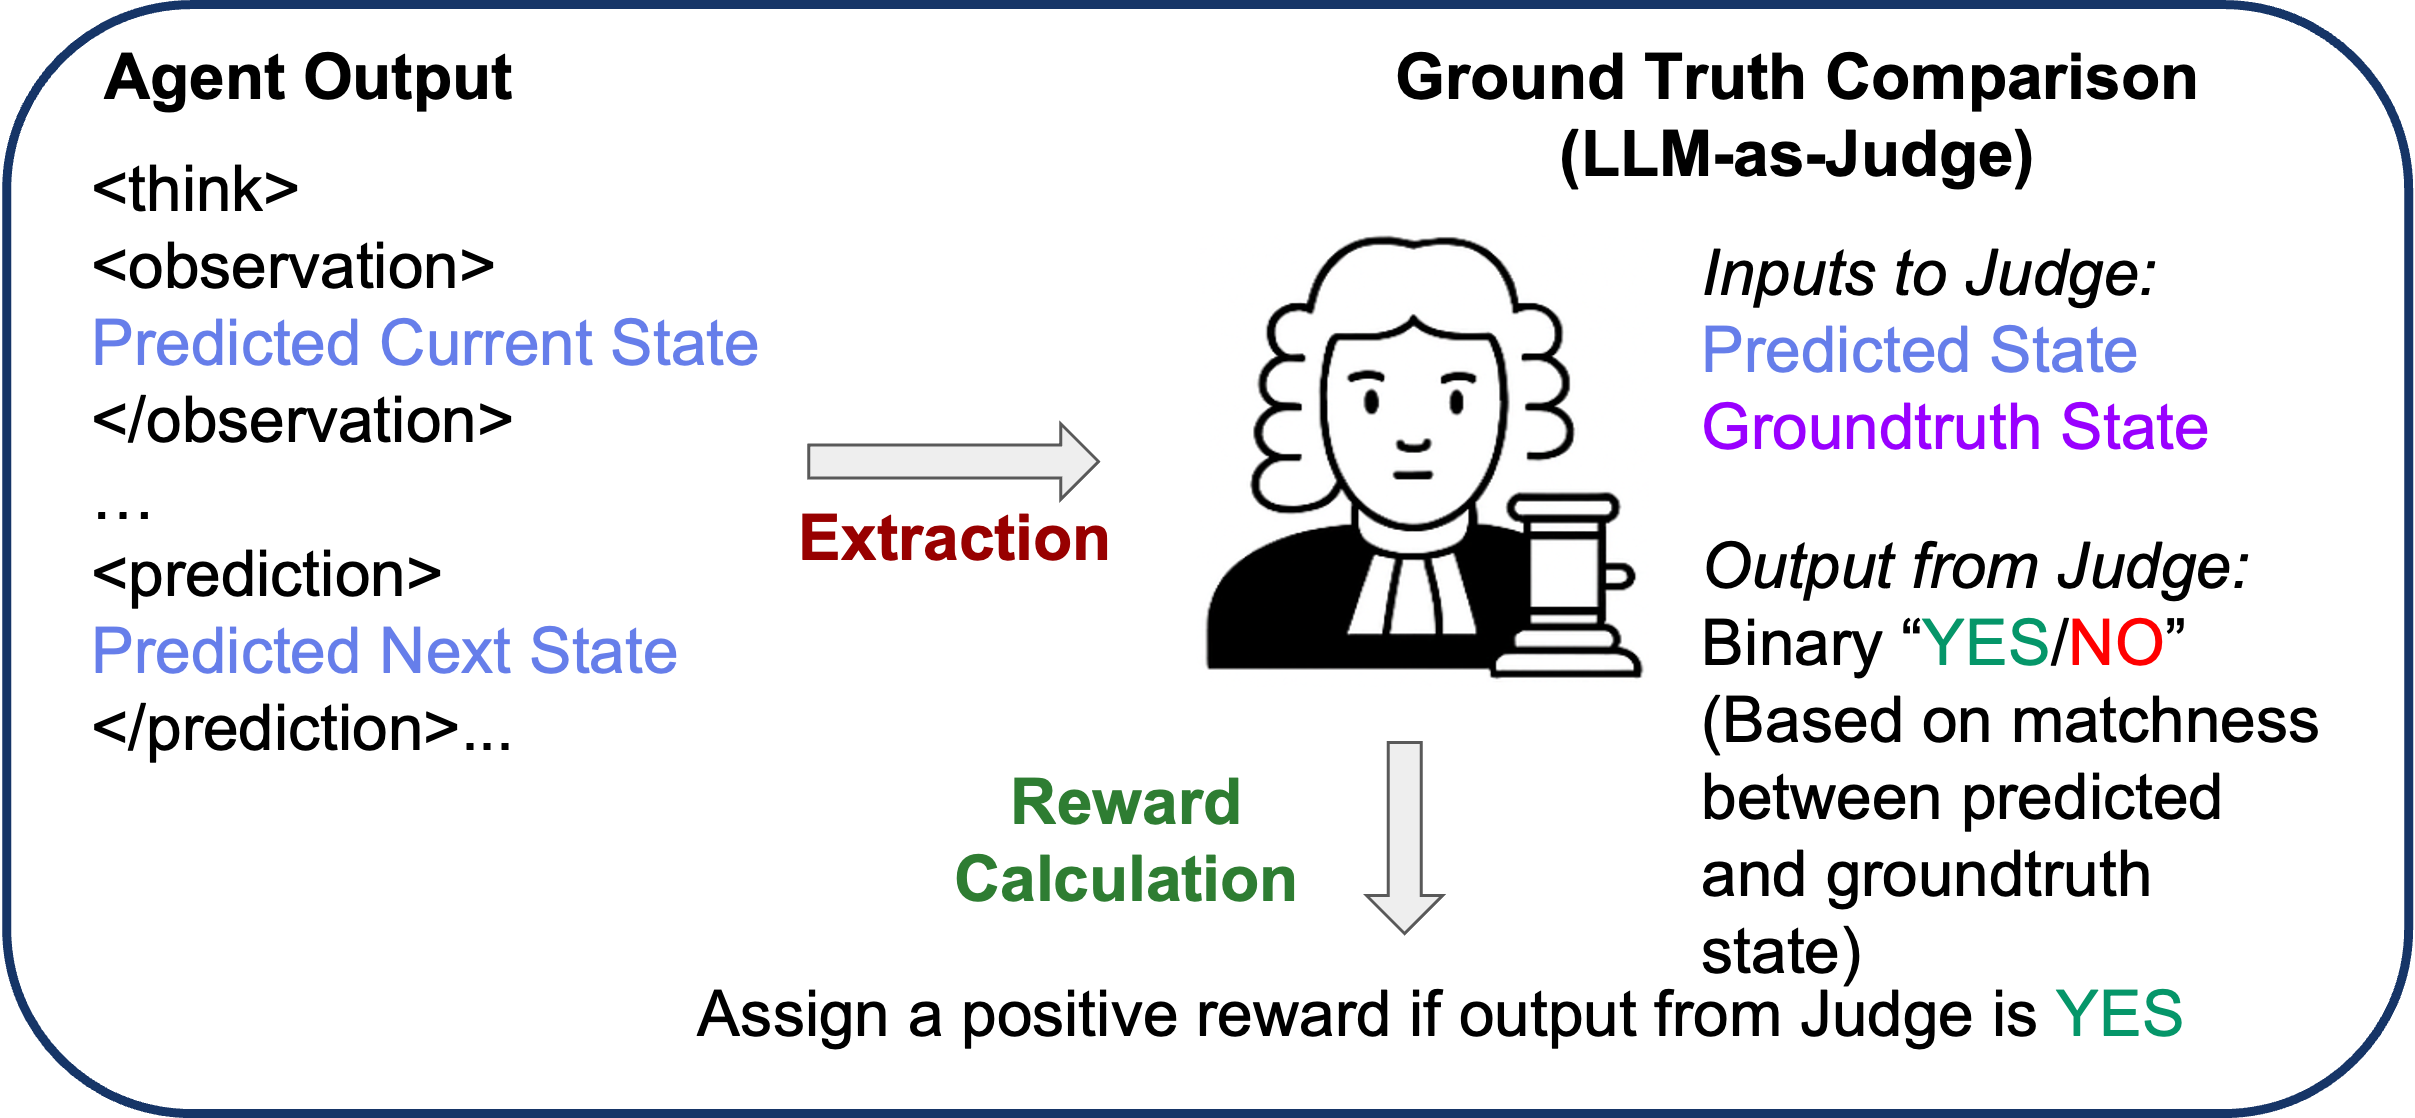 Agent Output
<think>
<observation>
Predicted Current State
</observation>
...
<prediction>
Predicted Next State
</prediction>...
Extraction
Ground Truth Comparison
(LLM-as-Judge)
Inputs to Judge:
Predicted State
Groundtruth State
Output from Judge:
Binary “YES/NO”
(Based on matchness
between predicted
and groundtruth
state)
Reward
Calculation
Assign a positive reward if output from Judge is YES